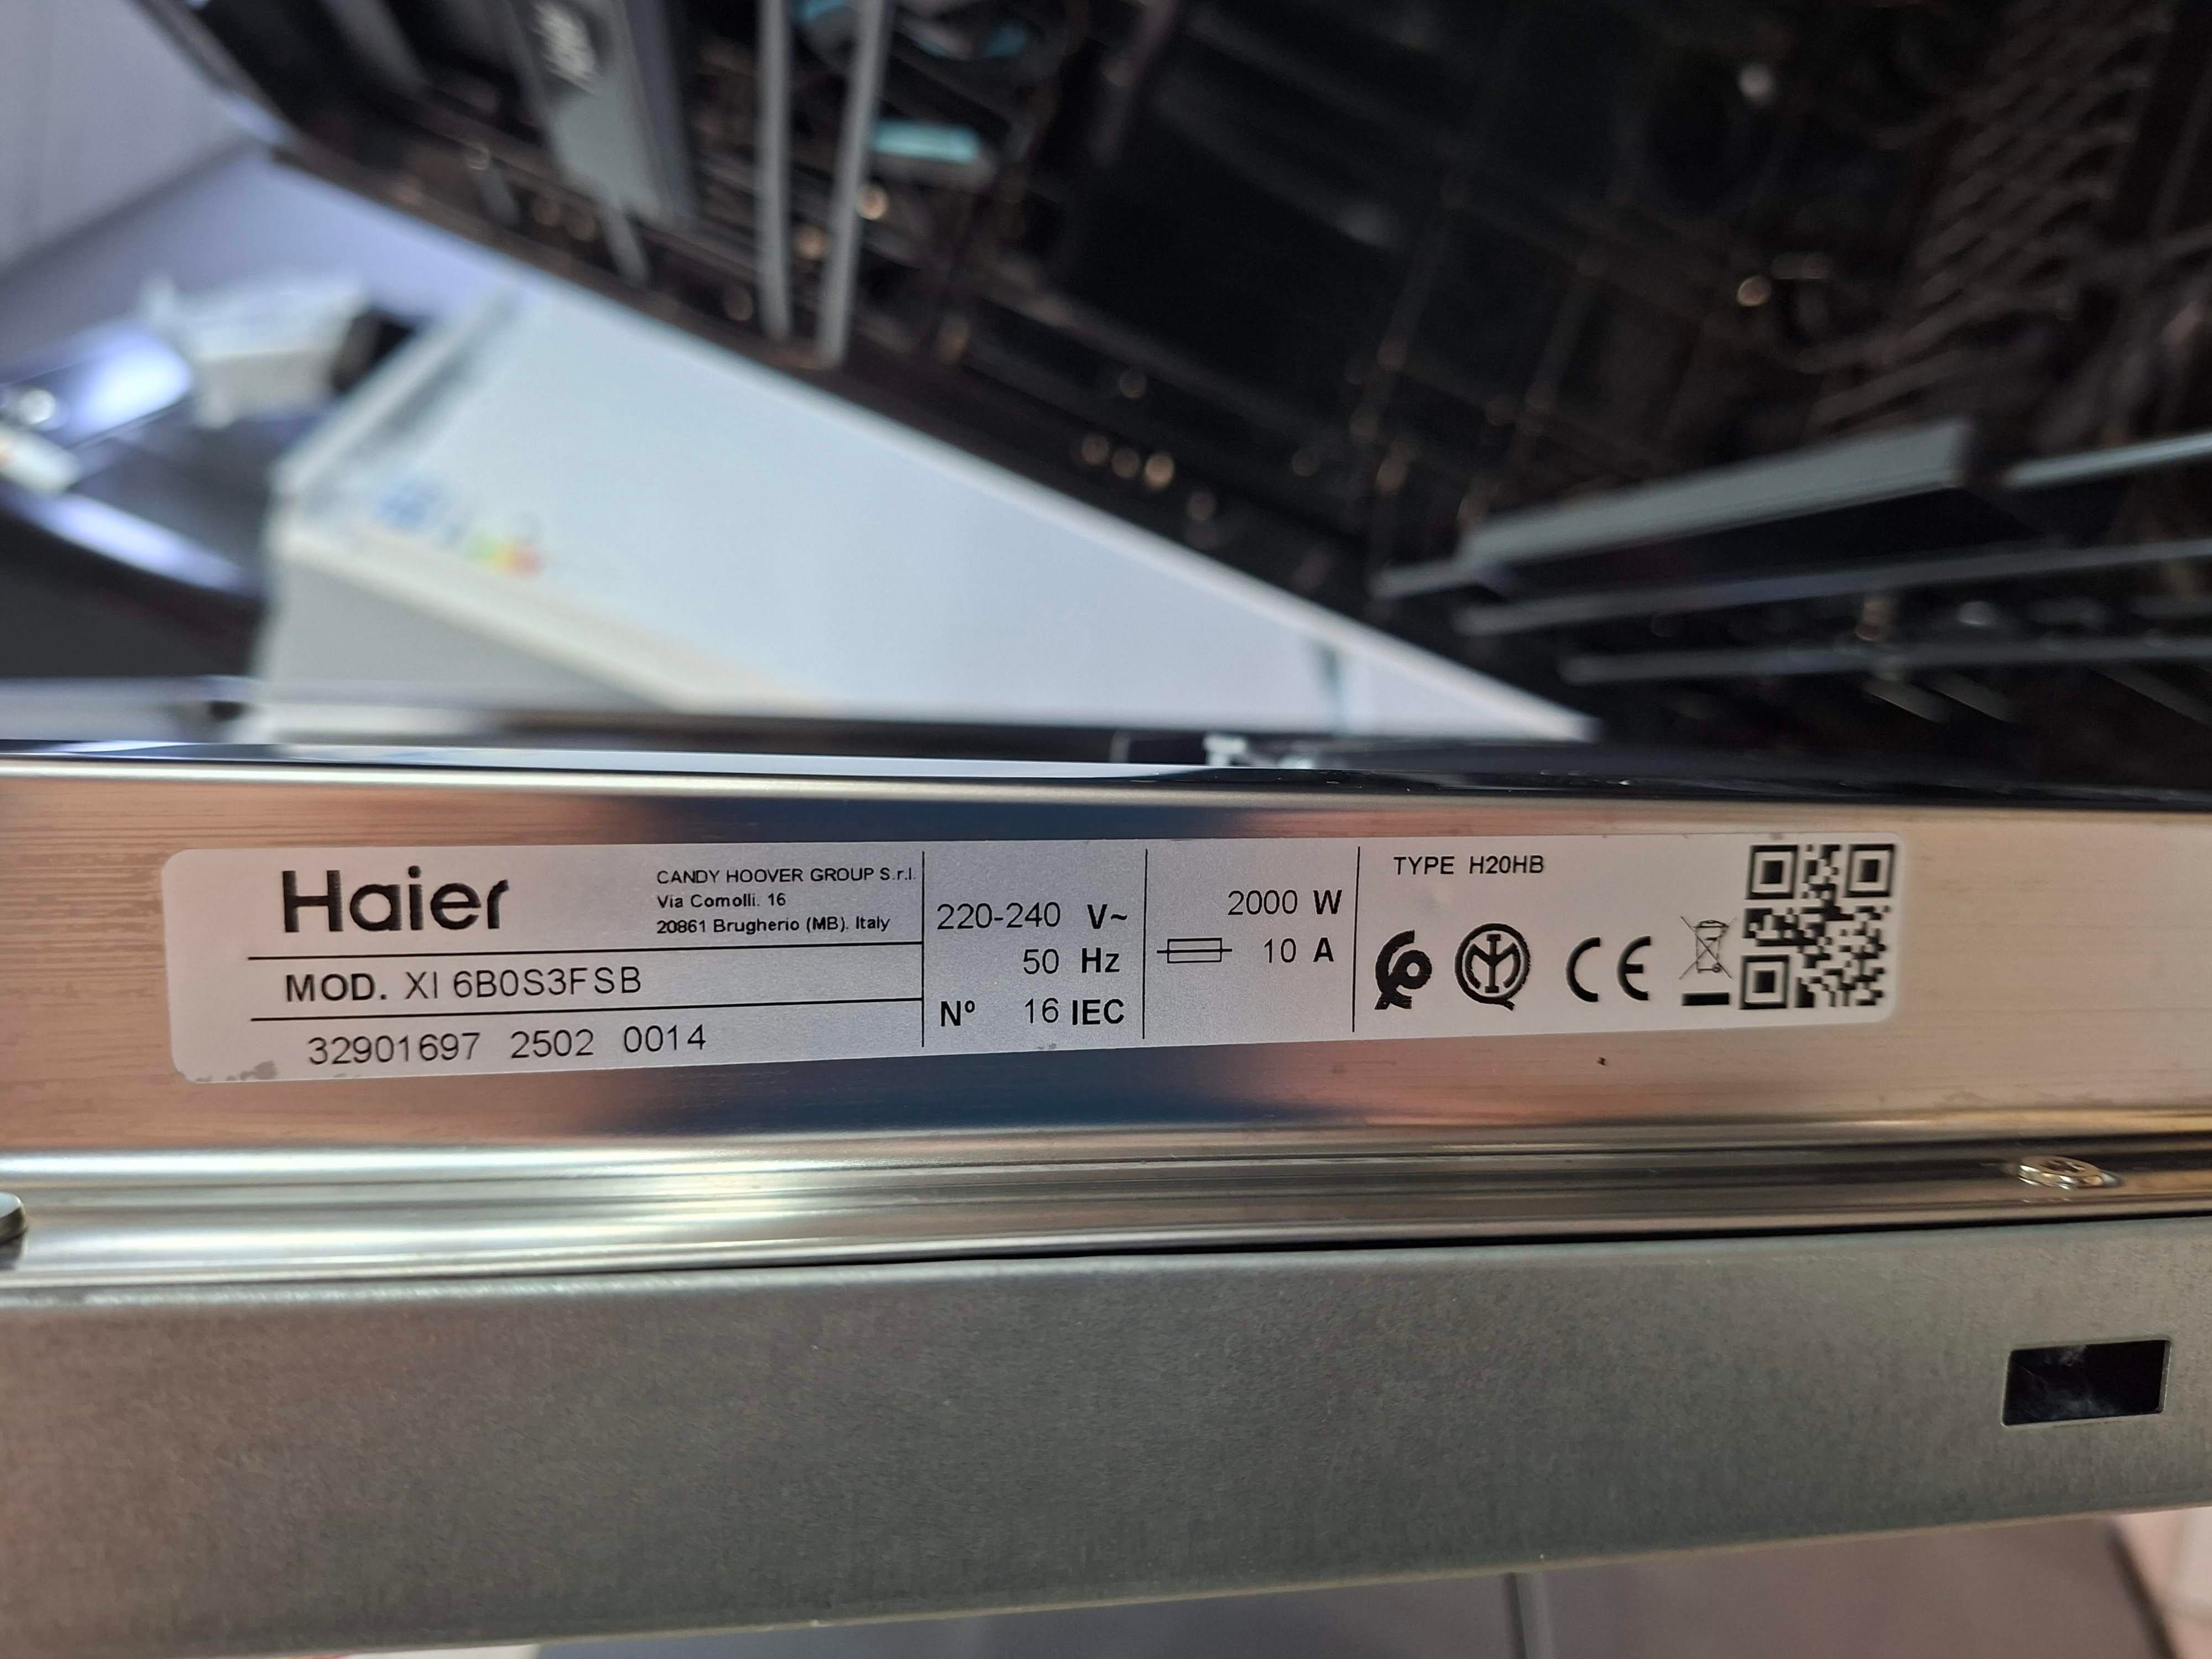 Haier
CANDY HOOVER GROUP S.r.l.
Via Comolli. 16
20861 Brugherio (MB). Italy
MOD. XI 6B0S3FSB
32901697 2502 0014
220-240 V~
50 Hz
Nº 16 IEC
2000 W
10 A
TYPE H20HB
CE